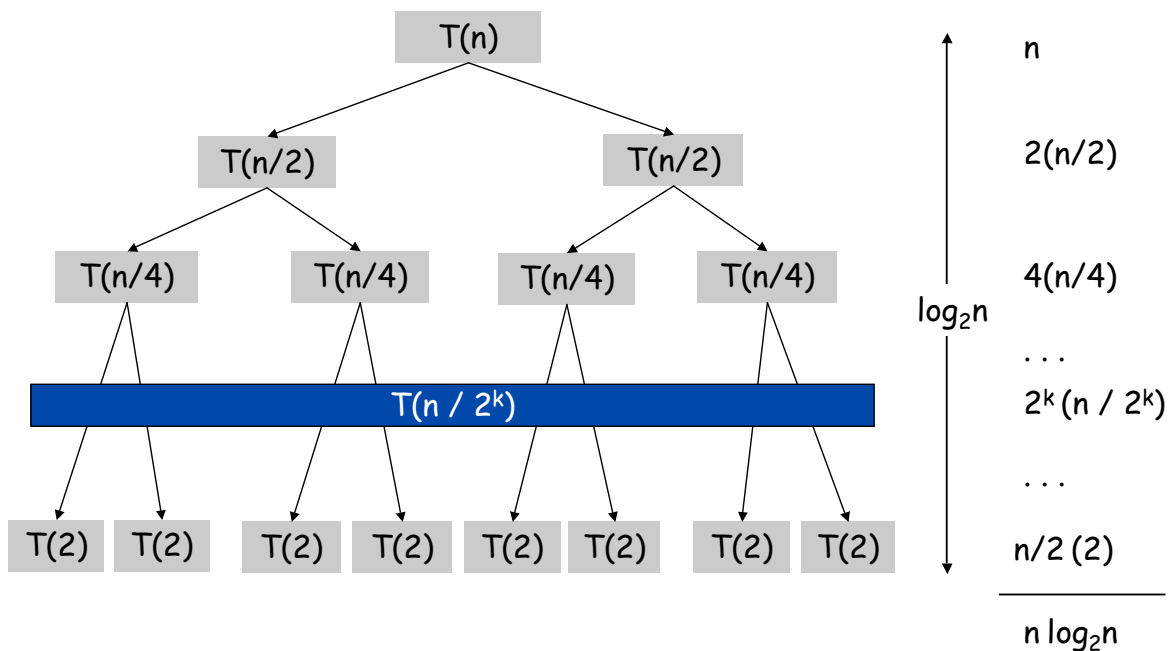 T(n)
n
T(n/2) T(n/2)
2(n/2)
T(n/4) T(n/4) T(n/4) T(n/4)
4(n/4)
log₂n
. . .
T(n / 2ᵏ)
2ᵏ (n / 2ᵏ)
. . .
T(2) T(2) T(2) T(2) T(2) T(2) T(2) T(2)
n/2 (2)
n log₂n